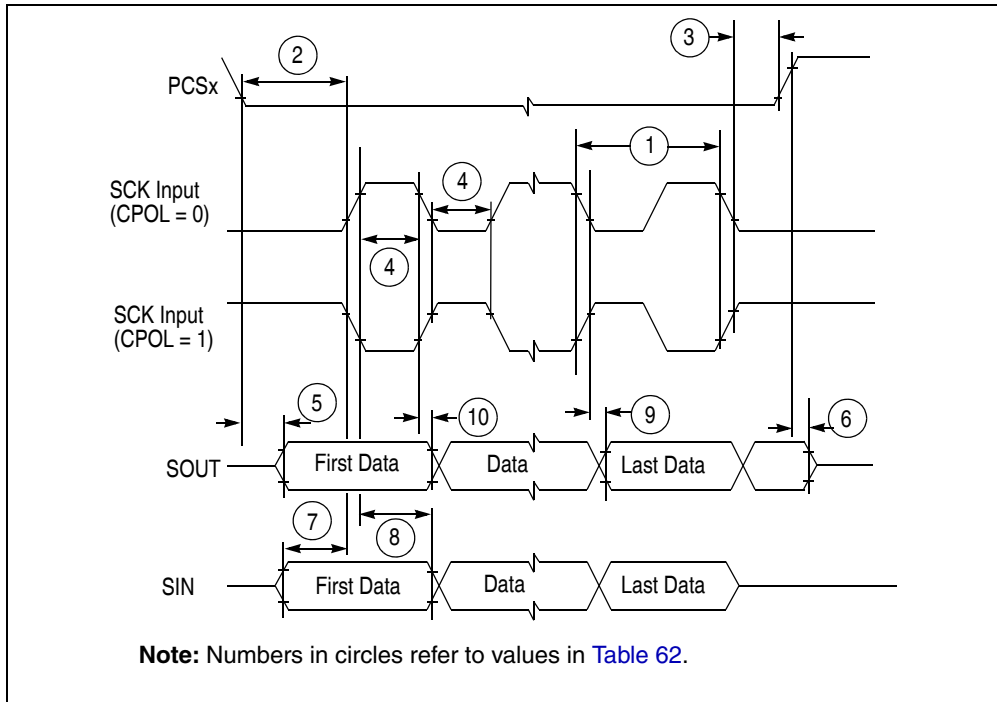 3
2
PCSx
1
SCK Input
(CPOL = 0)
4
4
SCK Input
(CPOL = 1)
5
10
9
6
SOUT
First Data
Data
Last Data
7
8
SIN
First Data
Data
Last Data
Note: Numbers in circles refer to values in Table 62.